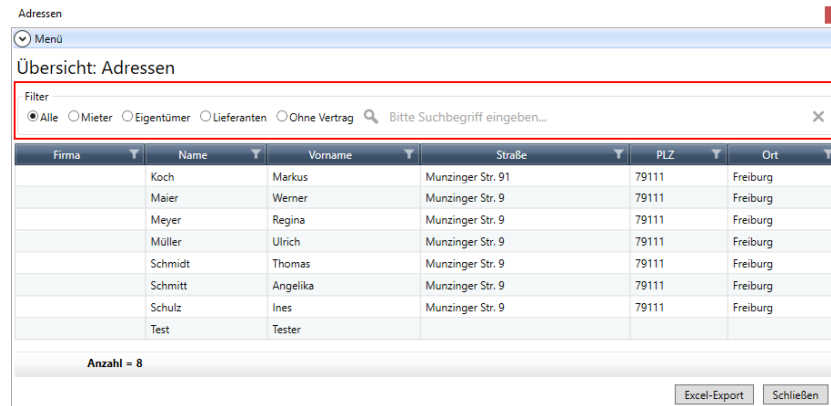 Adressen
Menü
Übersicht: Adressen
Filter
Alle Mieter Eigentümer Lieferanten Ohne Vertrag Bitte Suchbegriff eingeben...
Firma Name Vorname Straße PLZ Ort
Koch Markus Munzinger Str. 91 79111 Freiburg
Maier Werner Munzinger Str. 9 79111 Freiburg
Meyer Regina Munzinger Str. 9 79111 Freiburg
Müller Ulrich Munzinger Str. 9 79111 Freiburg
Schmidt Thomas Munzinger Str. 9 79111 Freiburg
Schmitt Angelika Munzinger Str. 9 79111 Freiburg
Schulz Ines Munzinger Str. 9 79111 Freiburg
Test Tester
Anzahl = 8
Excel-Export Schließen